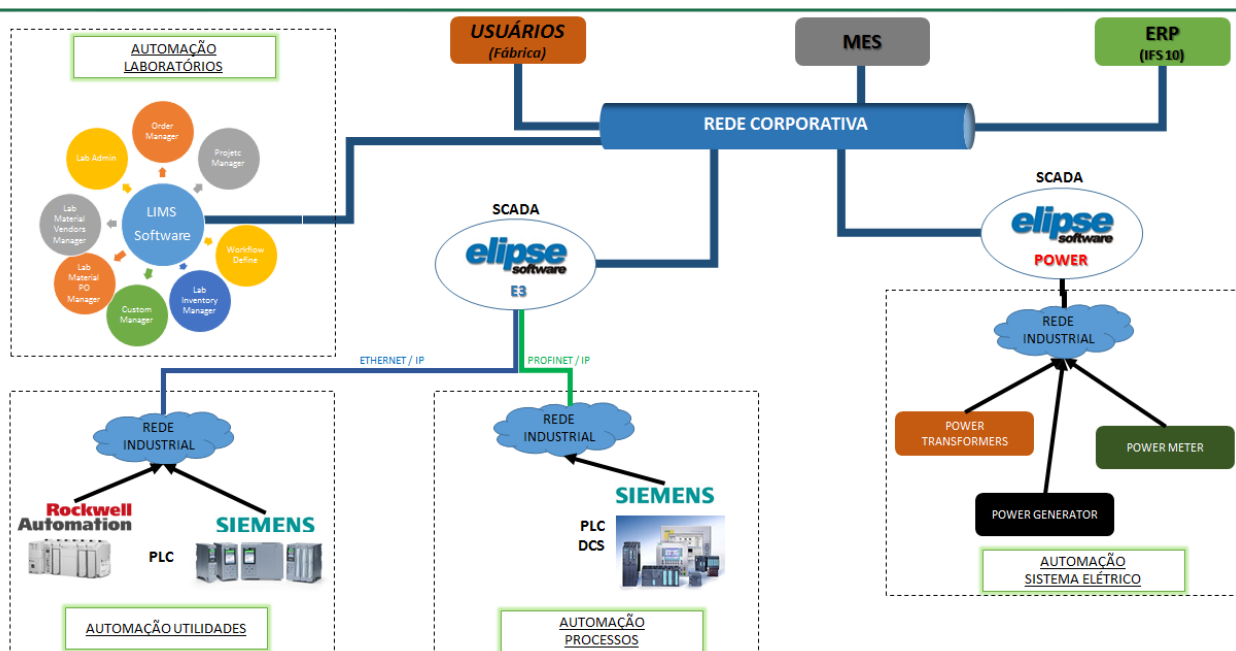 AUTOMAÇÃO
LABORATÓRIOS
Order
Manager
Projetc
Manager
Lab Admin
LIMS
Software
Lab
Material
Vendors
Manager
Workflow
Define
Lab
Material
PO
Manager
Custom
Manager
Lab
Inventory
Manager
USUÁRIOS
(Fábrica)
MES
ERP
(IFS 10)
REDE CORPORATIVA
SCADA
elipse
software
E3
SCADA
elipse
software
POWER
ETHERNET / IP
PROFINET / IP
REDE
INDUSTRIAL
Rockwell
Automation
SIEMENS
PLC
AUTOMAÇÃO UTILIDADES
REDE
INDUSTRIAL
SIEMENS
PLC
DCS
AUTOMAÇÃO
PROCESSOS
REDE
INDUSTRIAL
POWER
TRANSFORMERS
POWER METER
POWER GENERATOR
AUTOMAÇÃO
SISTEMA ELÉTRICO